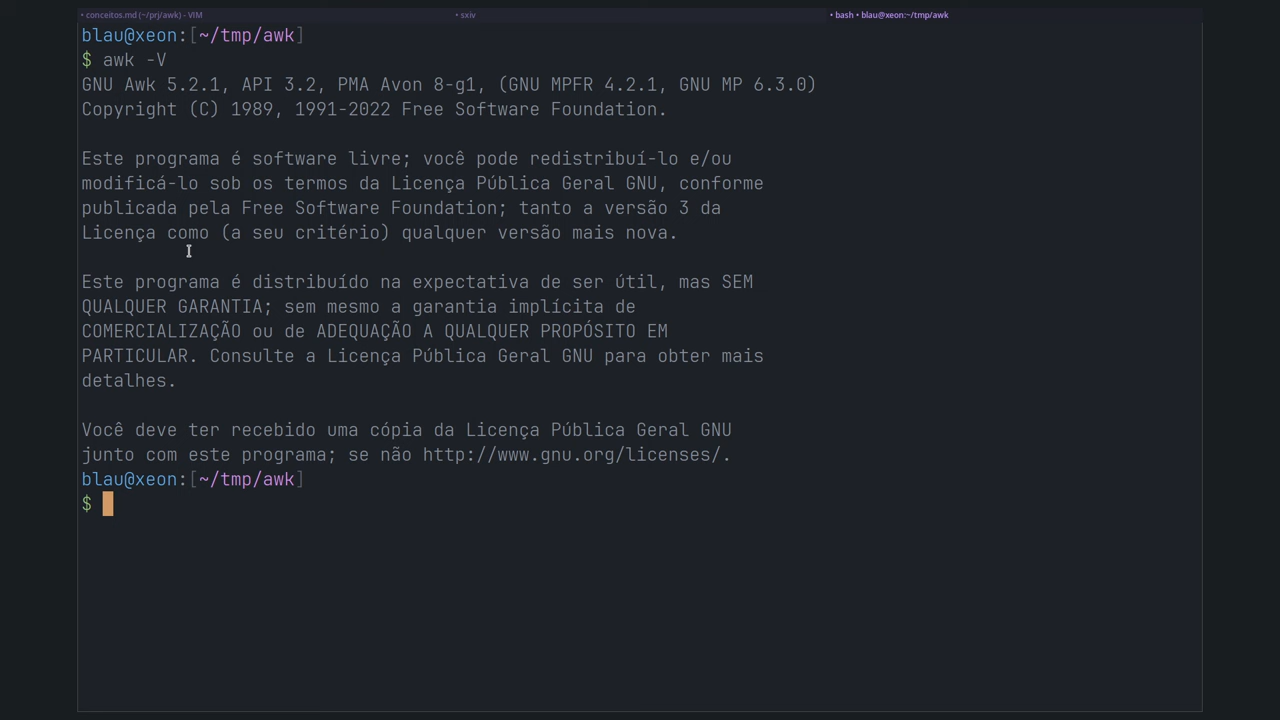 • conceitos.md (~/prj/awk) - VIM
• sxiv
• bash • blau@xeon:~/tmp/awk
blau@xeon:[~/tmp/awk]
$ awk -V
GNU Awk 5.2.1, API 3.2, PMA Avon 8-g1, (GNU MPFR 4.2.1, GNU MP 6.3.0)
Copyright (C) 1989, 1991-2022 Free Software Foundation.
Este programa é software livre; você pode redistribuí-lo e/ou
modificá-lo sob os termos da Licença Pública Geral GNU, conforme
publicada pela Free Software Foundation; tanto a versão 3 da
Licença como (a seu critério) qualquer versão mais nova.
Este programa é distribuído na expectativa de ser útil, mas SEM
QUALQUER GARANTIA; sem mesmo a garantia implícita de
COMERCIALIZAÇÃO ou de ADEQUAÇÃO A QUALQUER PROPÓSITO EM
PARTICULAR. Consulte a Licença Pública Geral GNU para obter mais
detalhes.
Você deve ter recebido uma cópia da Licença Pública Geral GNU
junto com este programa; se não http://www.gnu.org/licenses/.
blau@xeon:[~/tmp/awk]
$